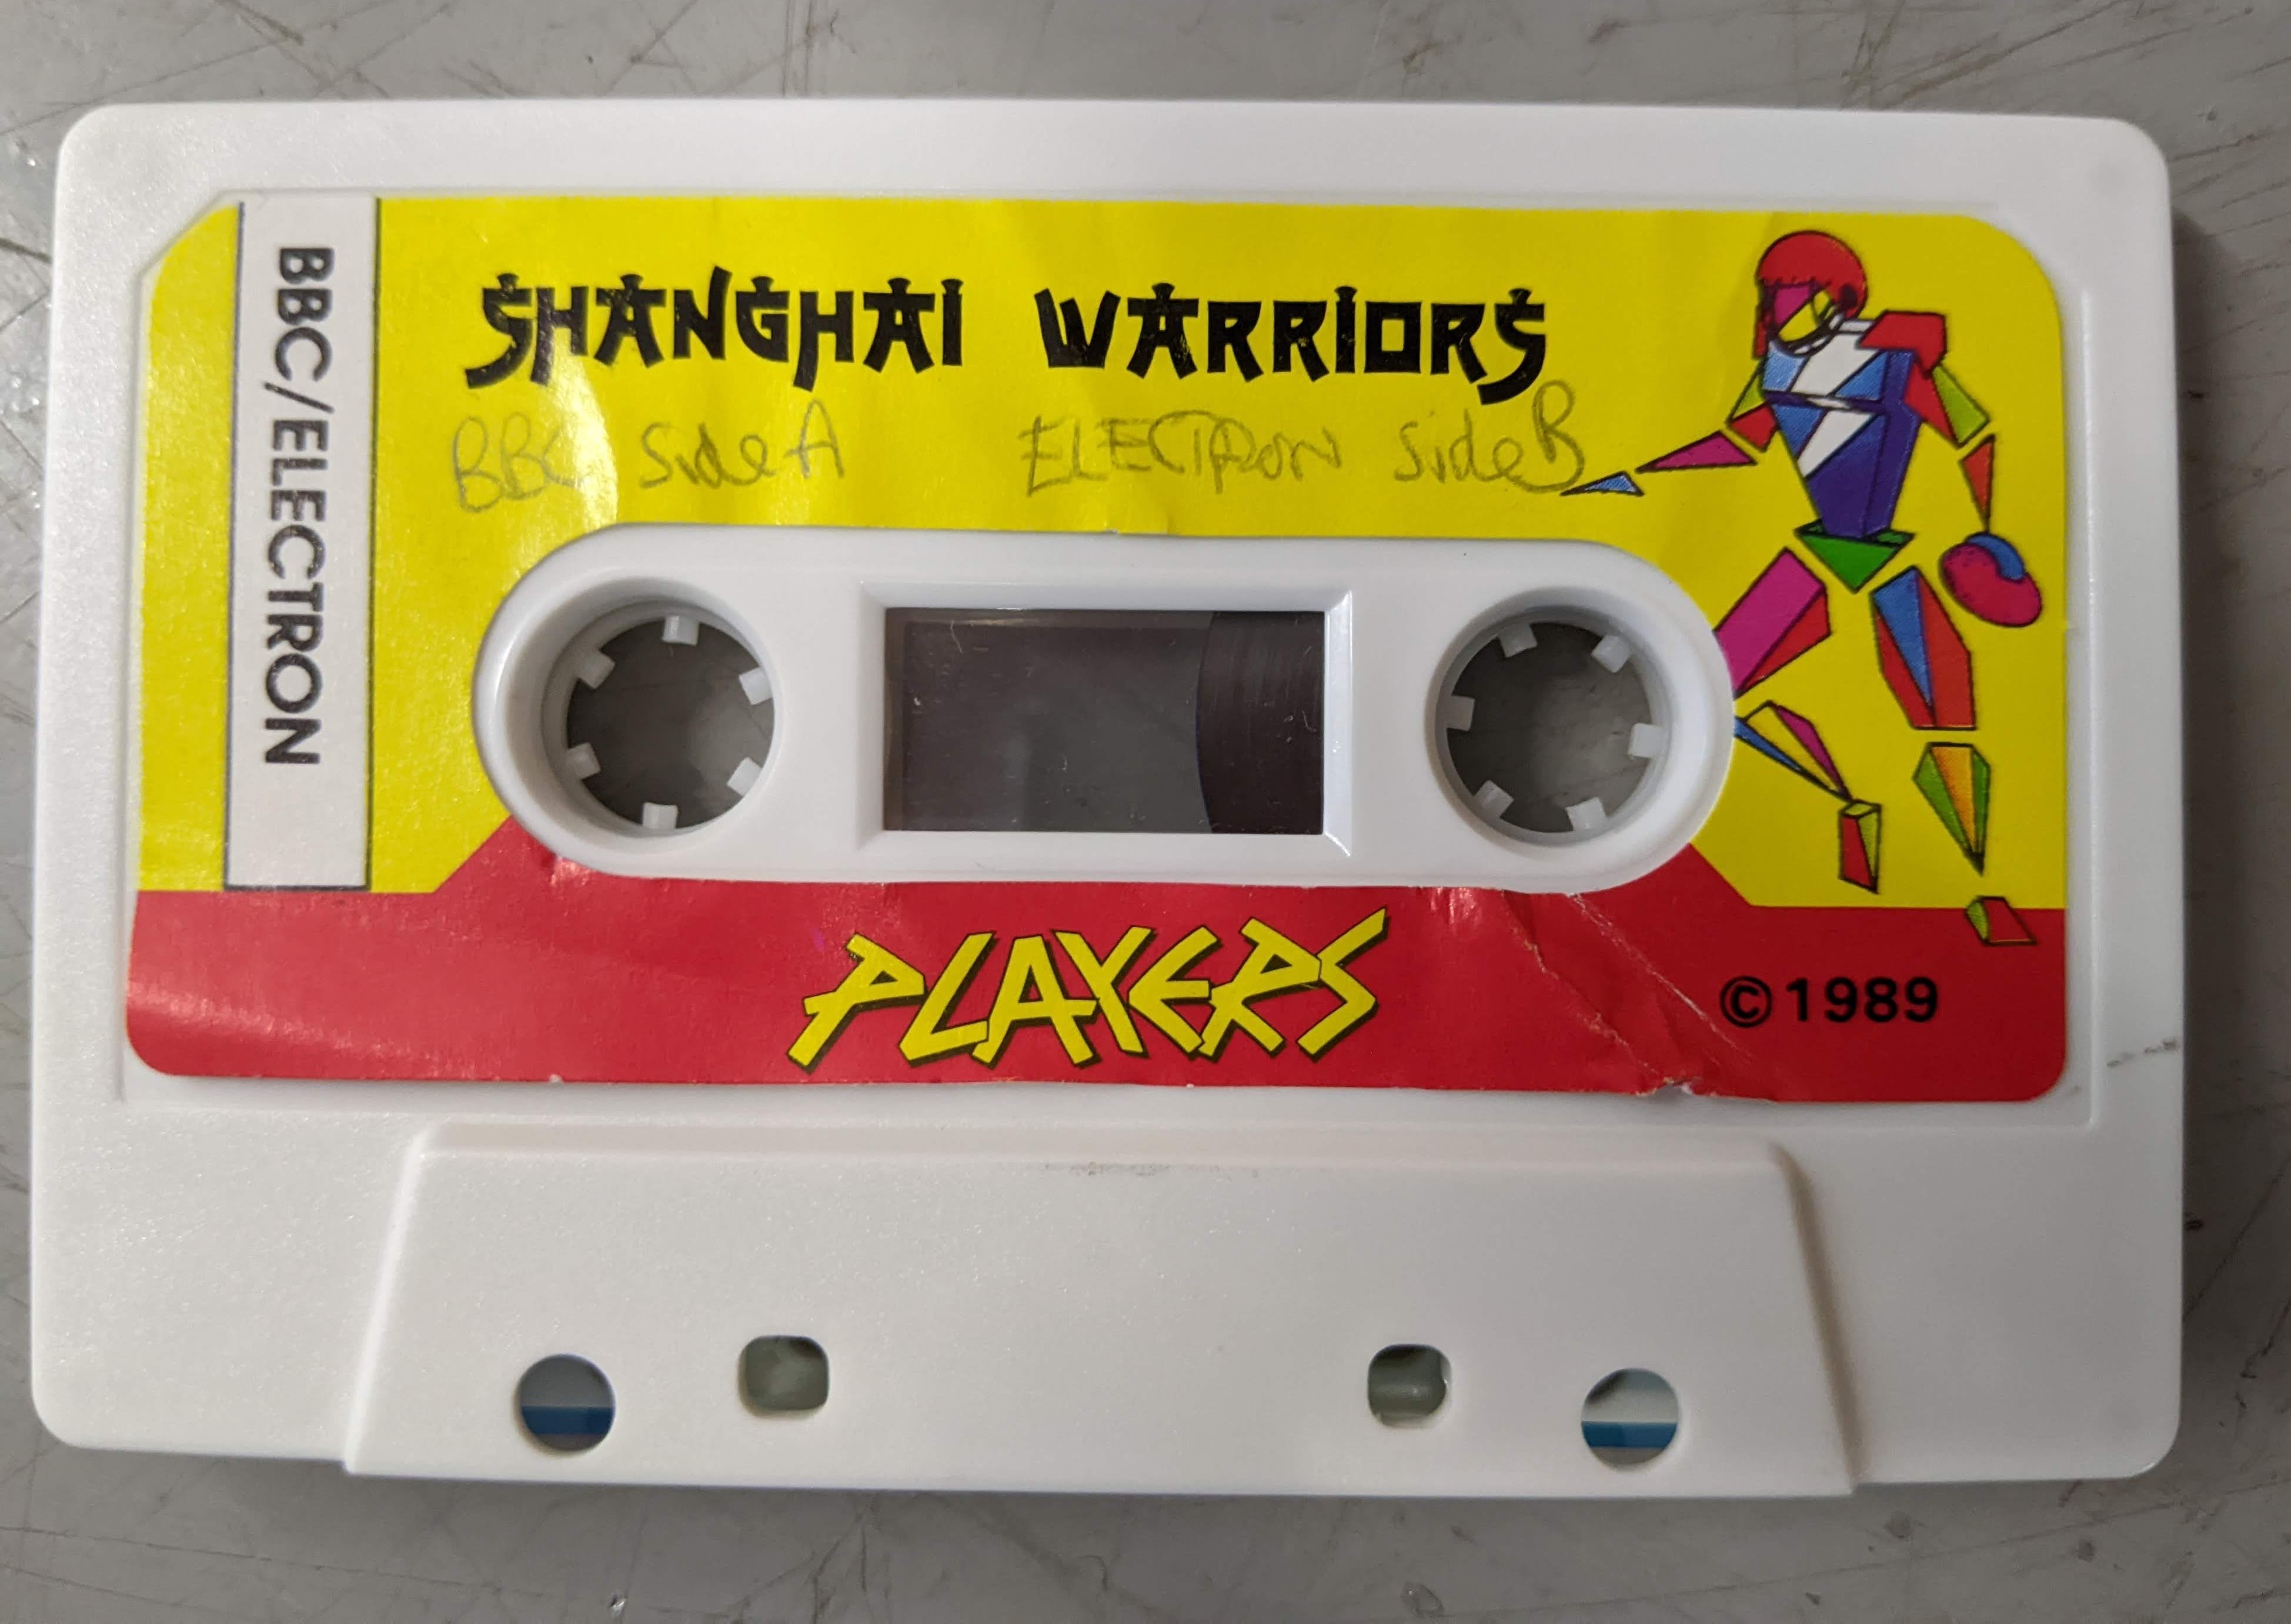 BBC/ELECTRON
SHANGHAI WARRIORS
BBC Side A ELECTRON Side B
PLAYERS
© 1989